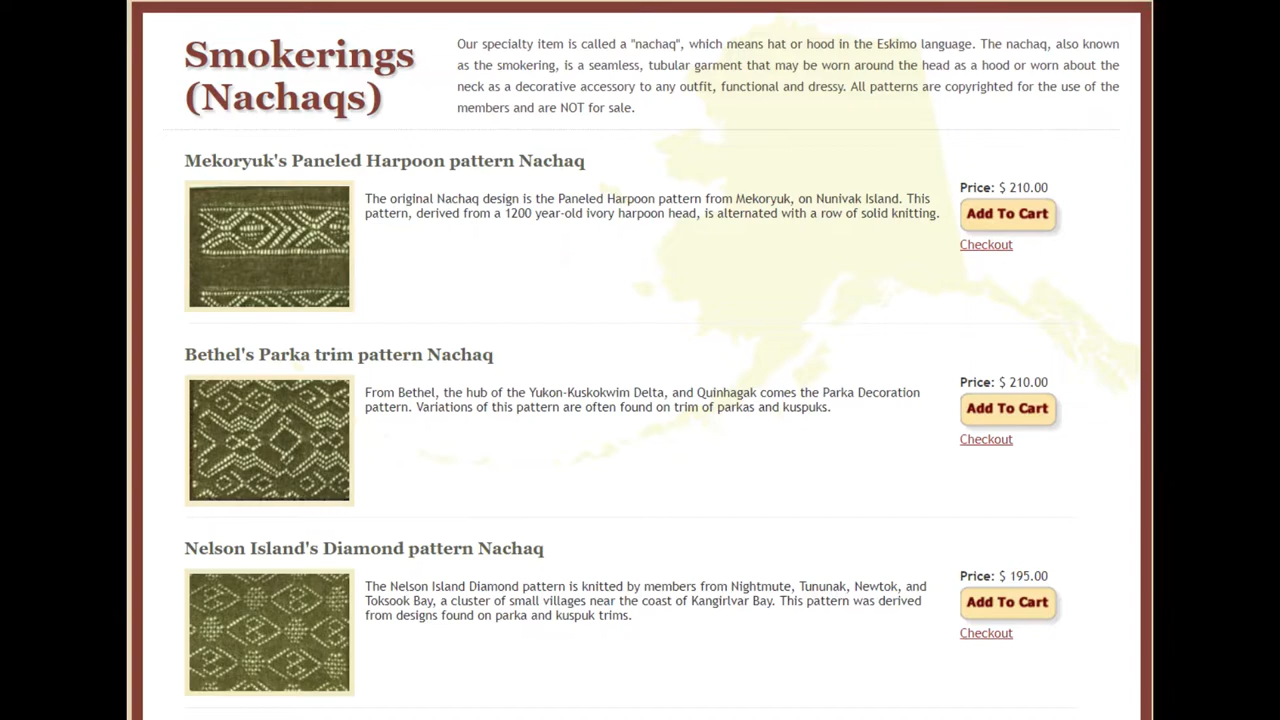 Smokerings
(Nachaqs)
Our specialty item is called a "nachaq", which means hat or hood in the Eskimo language. The nachaq, also known
as the smokering, is a seamless, tubular garment that may be worn around the head as a hood or worn about the
neck as a decorative accessory to any outfit, functional and dressy. All patterns are copyrighted for the use of the
members and are NOT for sale.
Mekoryuk's Paneled Harpoon pattern Nachaq
The original Nachaq design is the Paneled Harpoon pattern from Mekoryuk, on Nunivak Island. This
pattern, derived from a 1200 year-old ivory harpoon head, is alternated with a row of solid knitting.
Price: $ 210.00
Add To Cart
Checkout
Bethel's Parka trim pattern Nachaq
From Bethel, the hub of the Yukon-Kuskokwim Delta, and Quinhagak comes the Parka Decoration
pattern. Variations of this pattern are often found on trim of parkas and kuspuks.
Price: $ 210.00
Add To Cart
Checkout
Nelson Island's Diamond pattern Nachaq
The Nelson Island Diamond pattern is knitted by members from Nightmute, Tununak, Newtok, and
Toksook Bay, a cluster of small villages near the coast of Kangirlvar Bay. This pattern was derived
from designs found on parka and kuspuk trims.
Price: $ 195.00
Add To Cart
Checkout